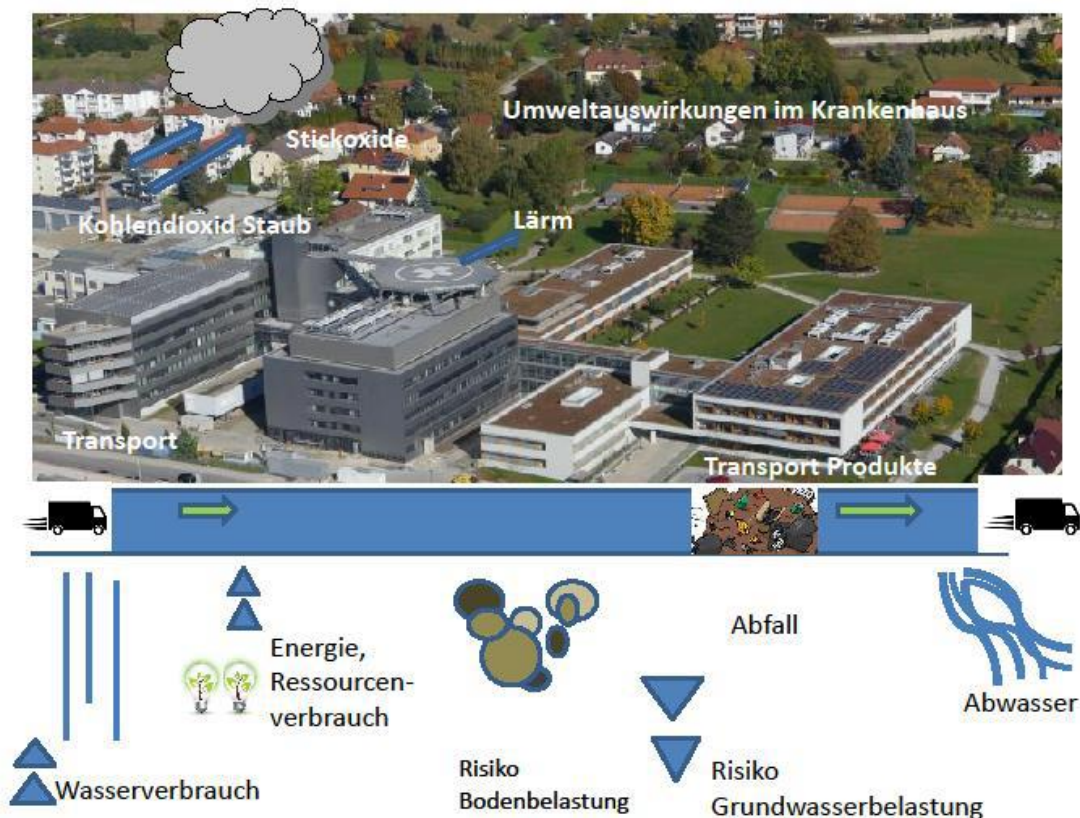 Umweltauswirkungen im Krankenhaus
Stickoxide
Kohlendioxid Staub
Lärm
Transport
Transport Produkte
Energie,
Ressourcen-
verbrauch
Abfall
Abwasser
Wasserverbrauch
Risiko
Bodenbelastung
Risiko
Grundwasserbelastung